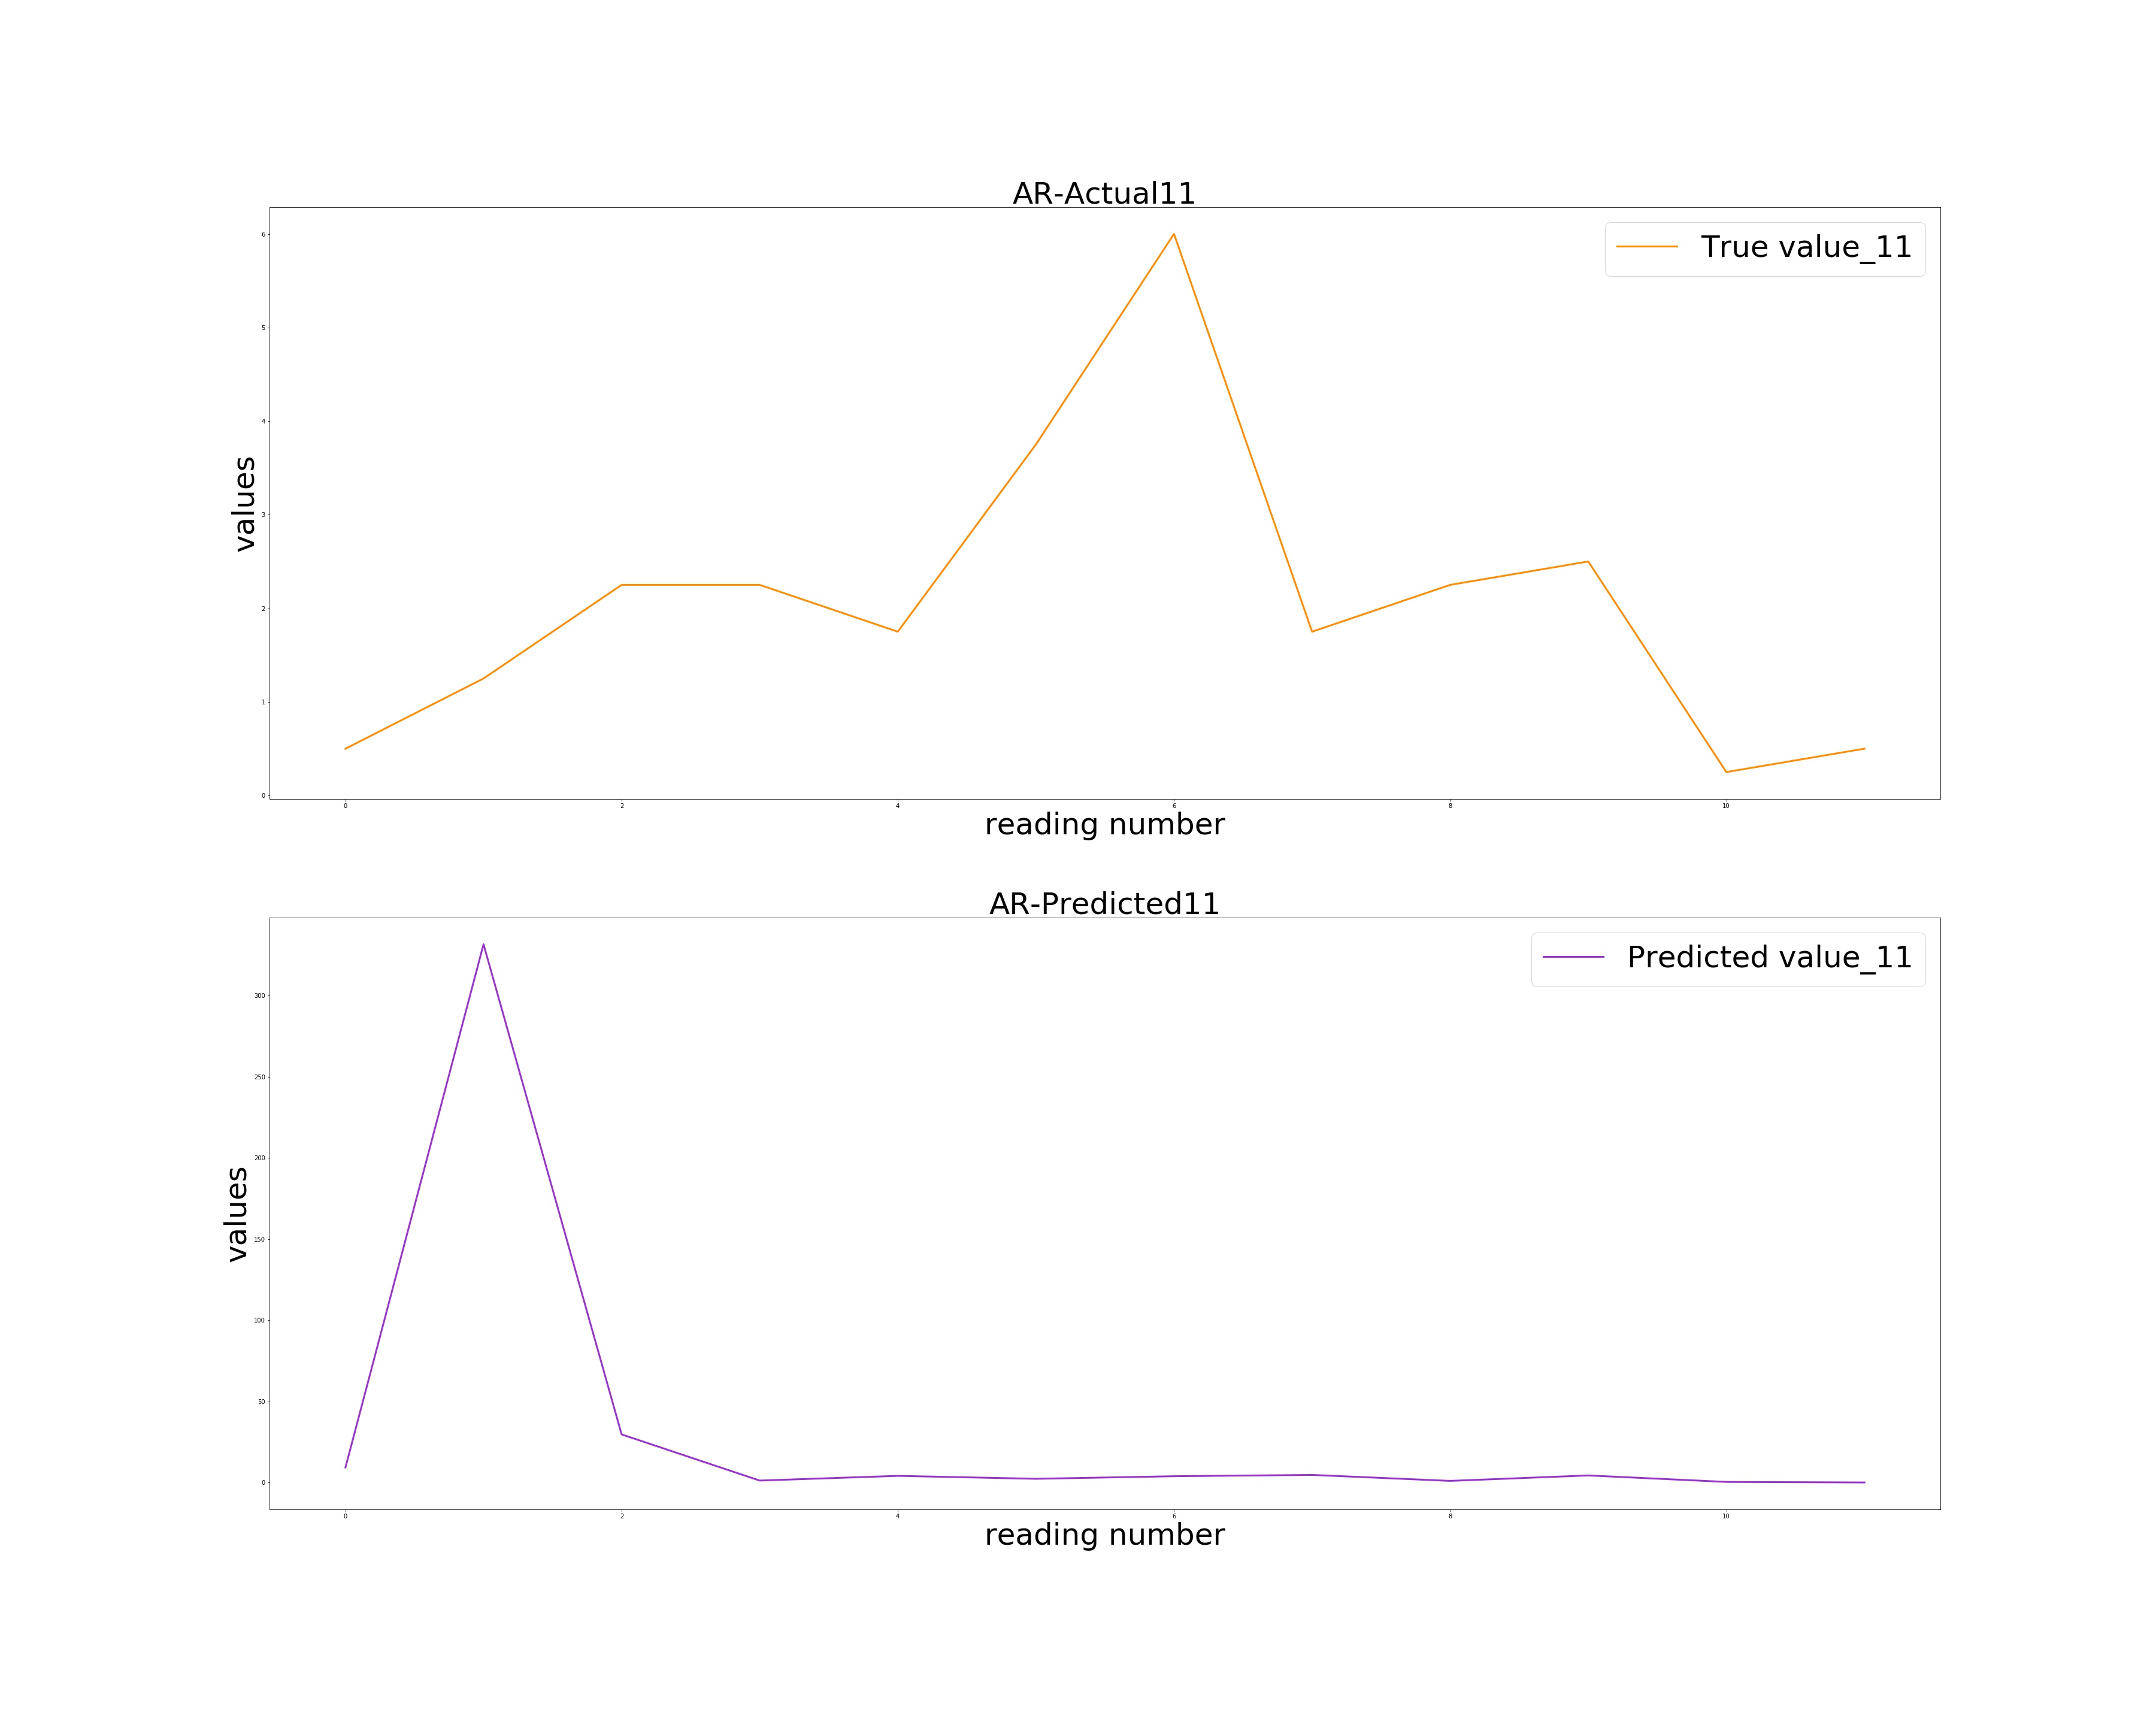 AR-Actual11
True value_11
values
6
5
4
3
2
1
0
0 2 4 6 8 10
reading number
AR-Predicted11
Predicted value_11
values
300
250
200
150
100
50
0
0 2 4 6 8 10
reading number